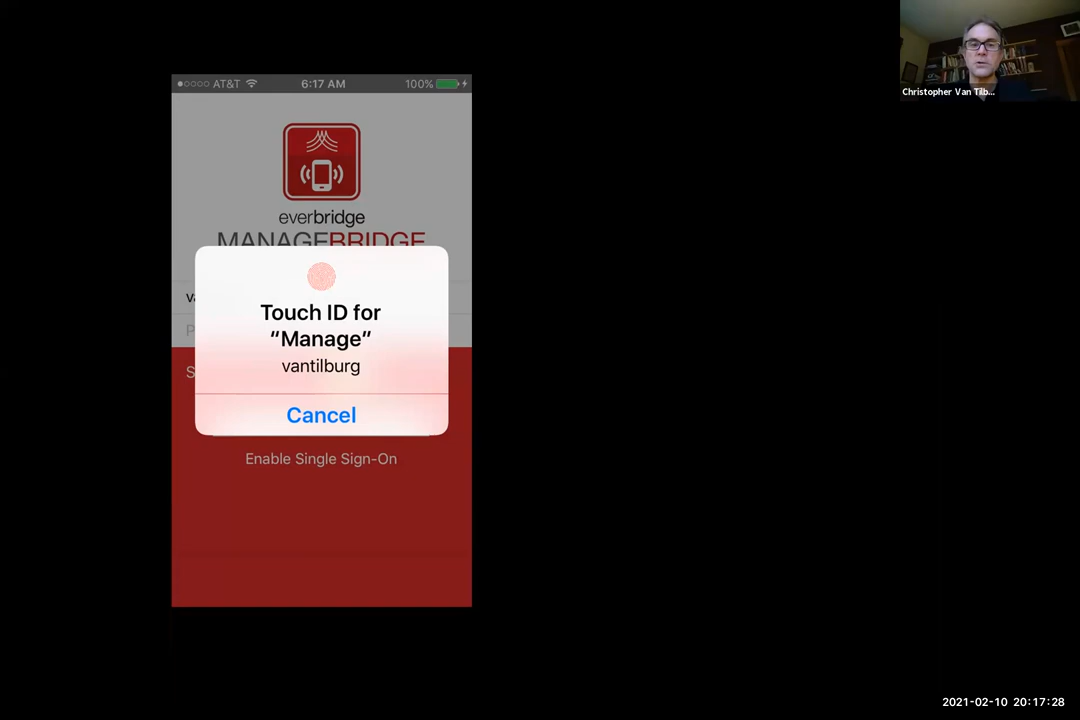 AT&T 6:17 AM 100%
everbridge
MANAGEBRIDGE
Touch ID for
“Manage”
vantilburg
Cancel
Enable Single Sign-On
Christopher Van Tilb...
2021-02-10 20:17:28